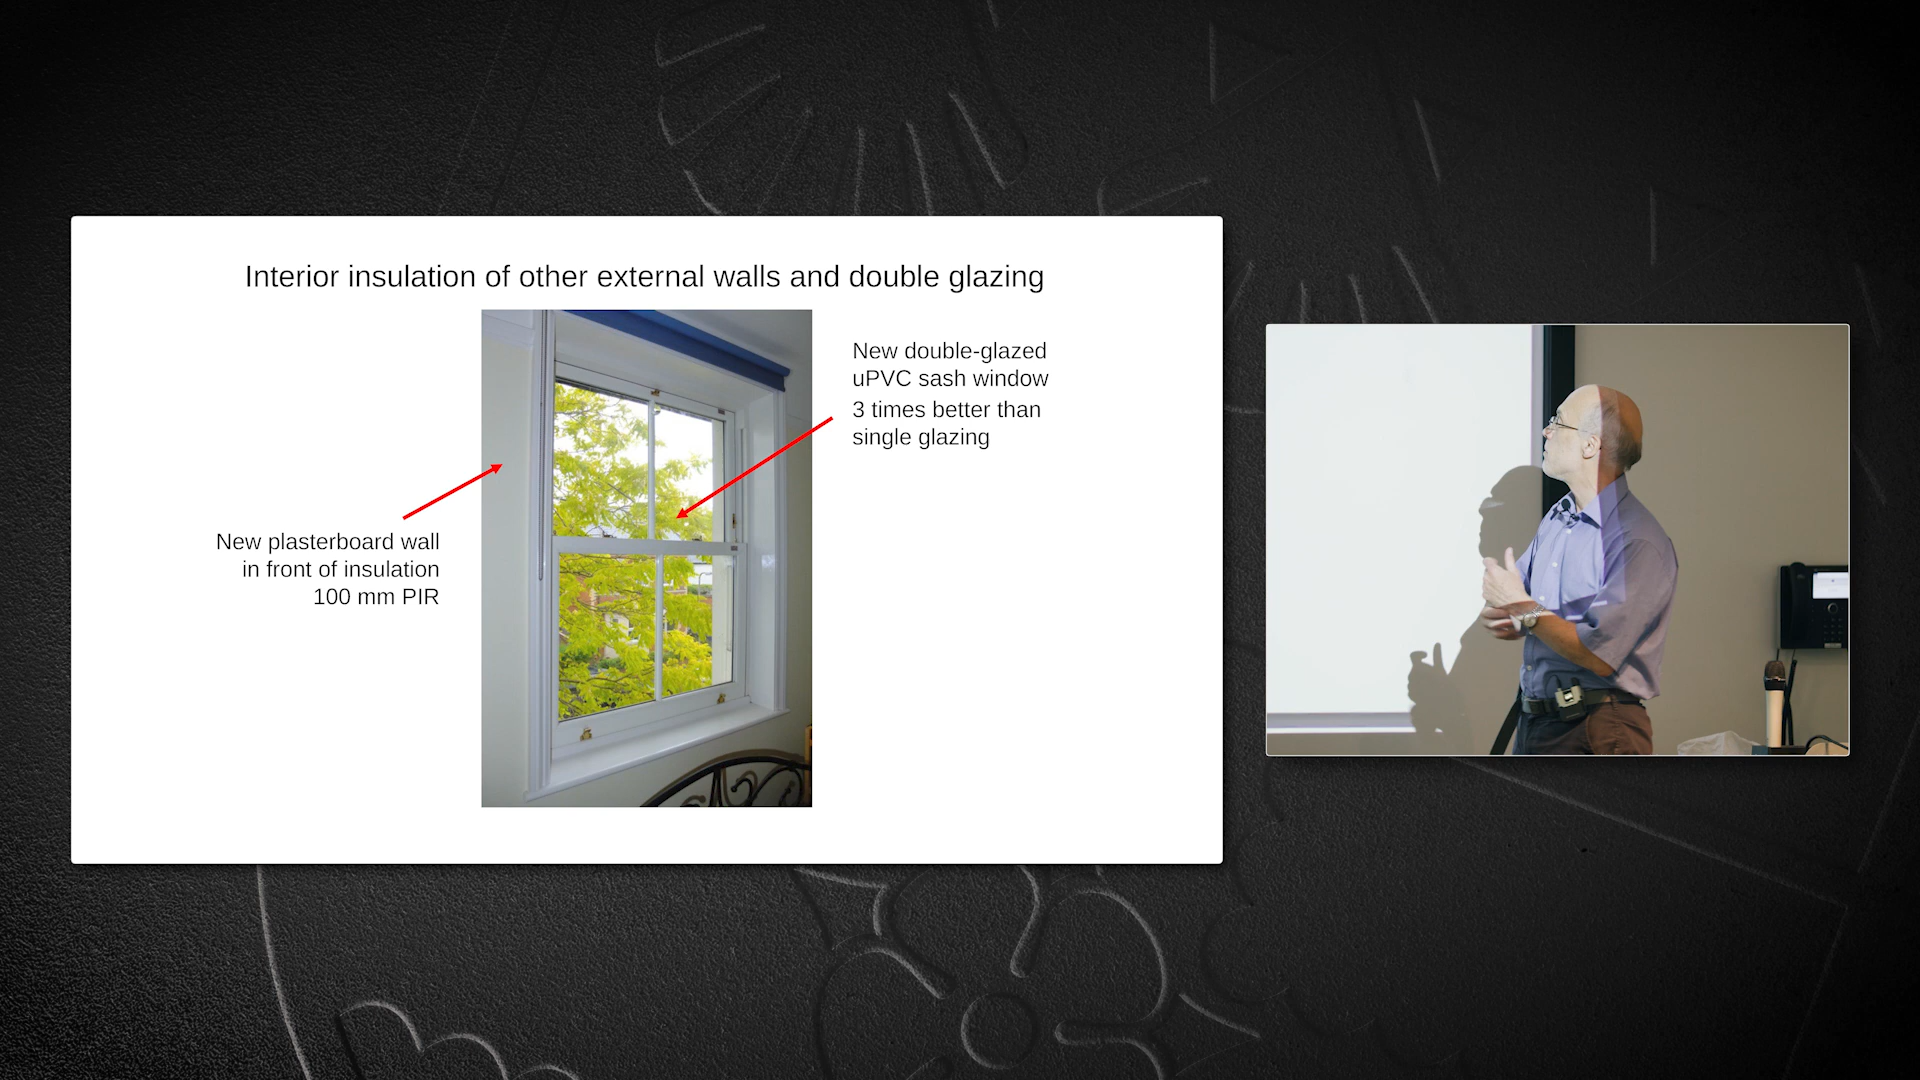 Interior insulation of other external walls and double glazing
New double-glazed
uPVC sash window
3 times better than
single glazing
New plasterboard wall
in front of insulation
100 mm PIR